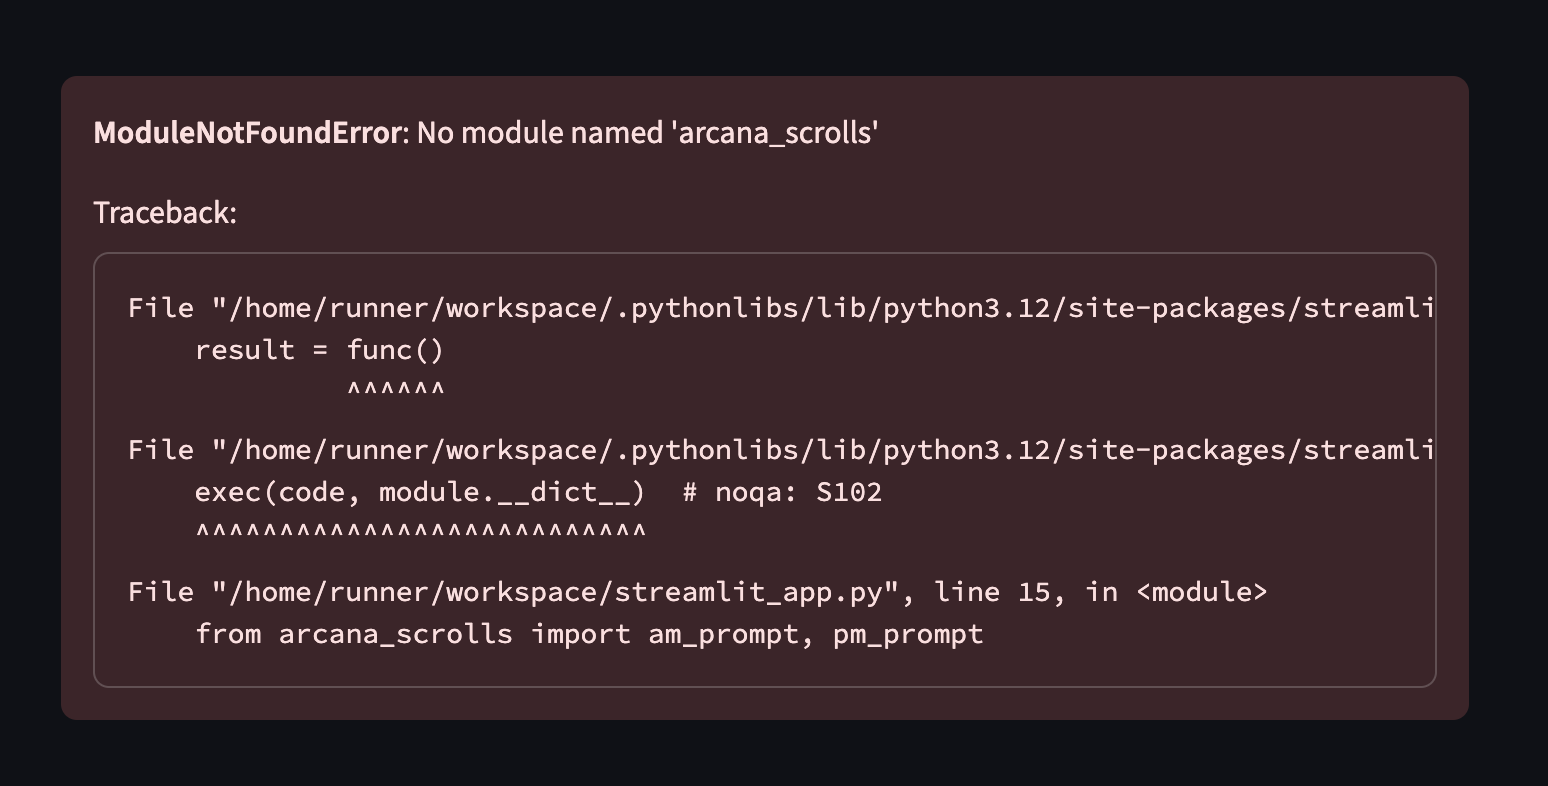 ModuleNotFoundError: No module named 'arcana_scrolls'
Traceback:
File "/home/runner/workspace/.pythonlibs/lib/python3.12/site-packages/streamli
result = func()
^^^^^^
File "/home/runner/workspace/.pythonlibs/lib/python3.12/site-packages/streamli
exec(code, module.__dict__)  # noqa: S102
^^^^^^^^^^^^^^^^^^^^^^^^^^^
File "/home/runner/workspace/streamlit_app.py", line 15, in <module>
from arcana_scrolls import am_prompt, pm_prompt